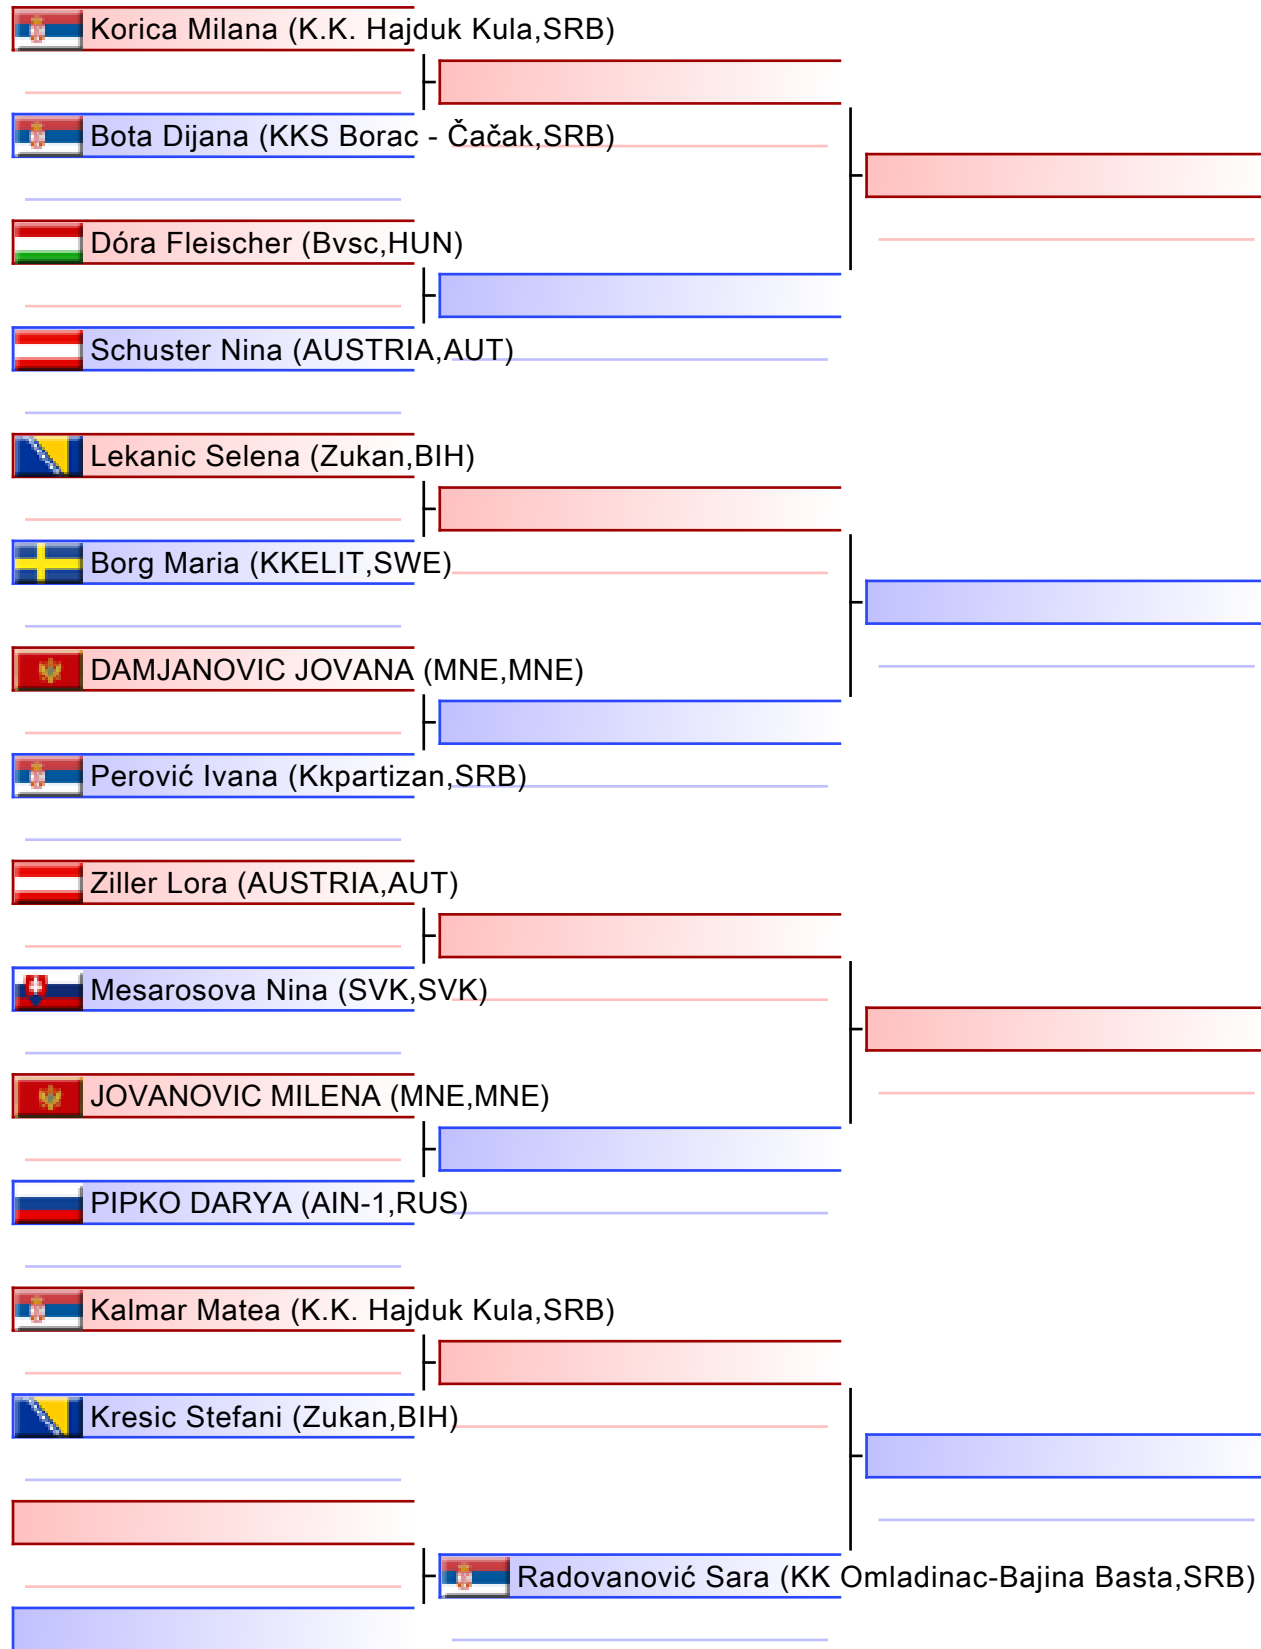 Korica Milana (K.K. Hajduk Kula,SRB)
Bota Dijana (KKS Borac - Čačak,SRB)
Dóra Fleischer (Bvsc,HUN)
Schuster Nina (AUSTRIA,AUT)
Lekanic Selena (Zukan,BIH)
Borg Maria (KKELIT,SWE)
DAMJANOVIC JOVANA (MNE,MNE)
Perović Ivana (Kkpartizan,SRB)
Ziller Lora (AUSTRIA,AUT)
Mesarosova Nina (SVK,SVK)
JOVANOVIC MILENA (MNE,MNE)
PIPKO DARYA (AIN-1,RUS)
Kalmar Matea (K.K. Hajduk Kula,SRB)
Kresic Stefani (Zukan,BIH)
Radovanović Sara (KK Omladinac-Bajina Basta,SRB)